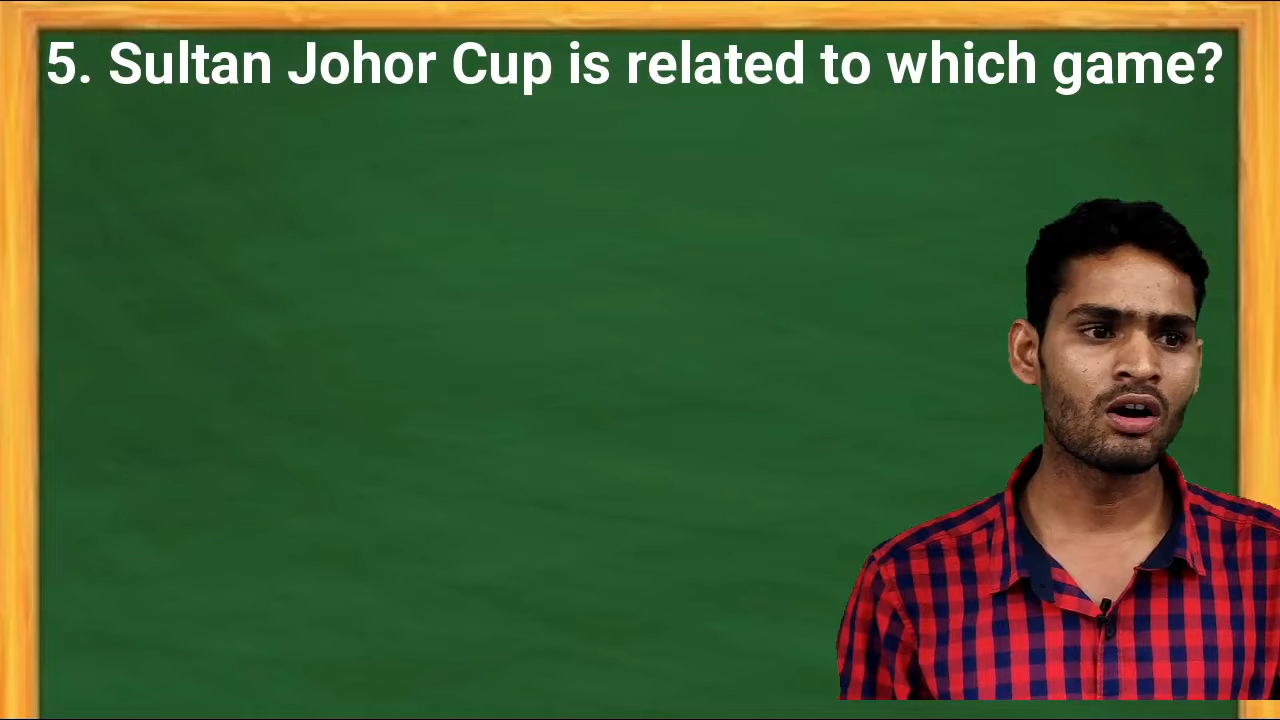 5. Sultan Johor Cup is related to which game?